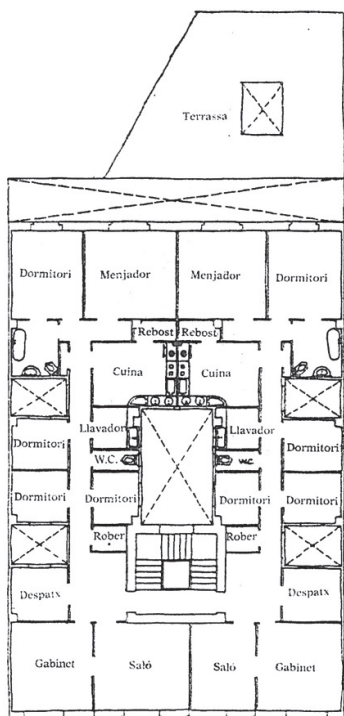 Terrassa
Dormitori Menjador Menjador Dormitori
Rebost Rebost
Cuina Cuina
Llavador Llavador
Dormitori Dormitori
W.C. W.C.
Dormitori Dormitori Dormitori Dormitori
Rober Rober
Despatx Despatx
Gabinet Saló Saló Gabinet